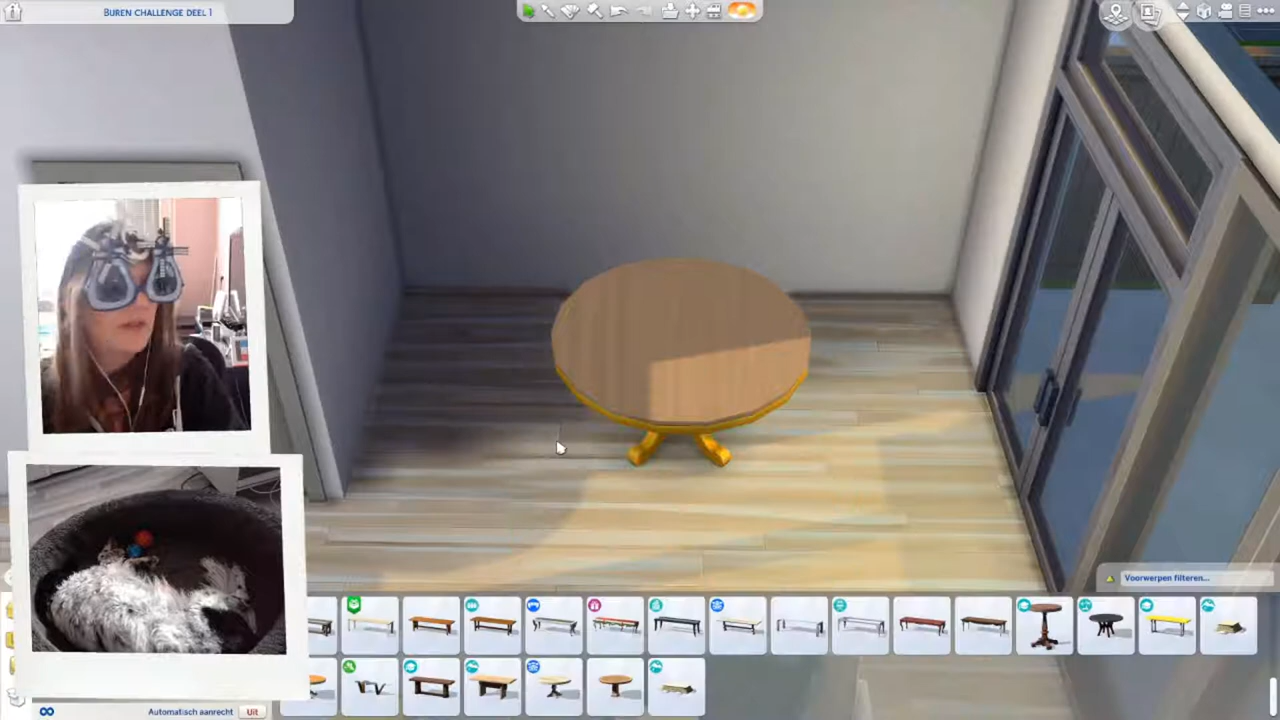 BUREN CHALLENGE DEEL 1
Voorwerpen filteren...
Automatisch aanrecht
Uit